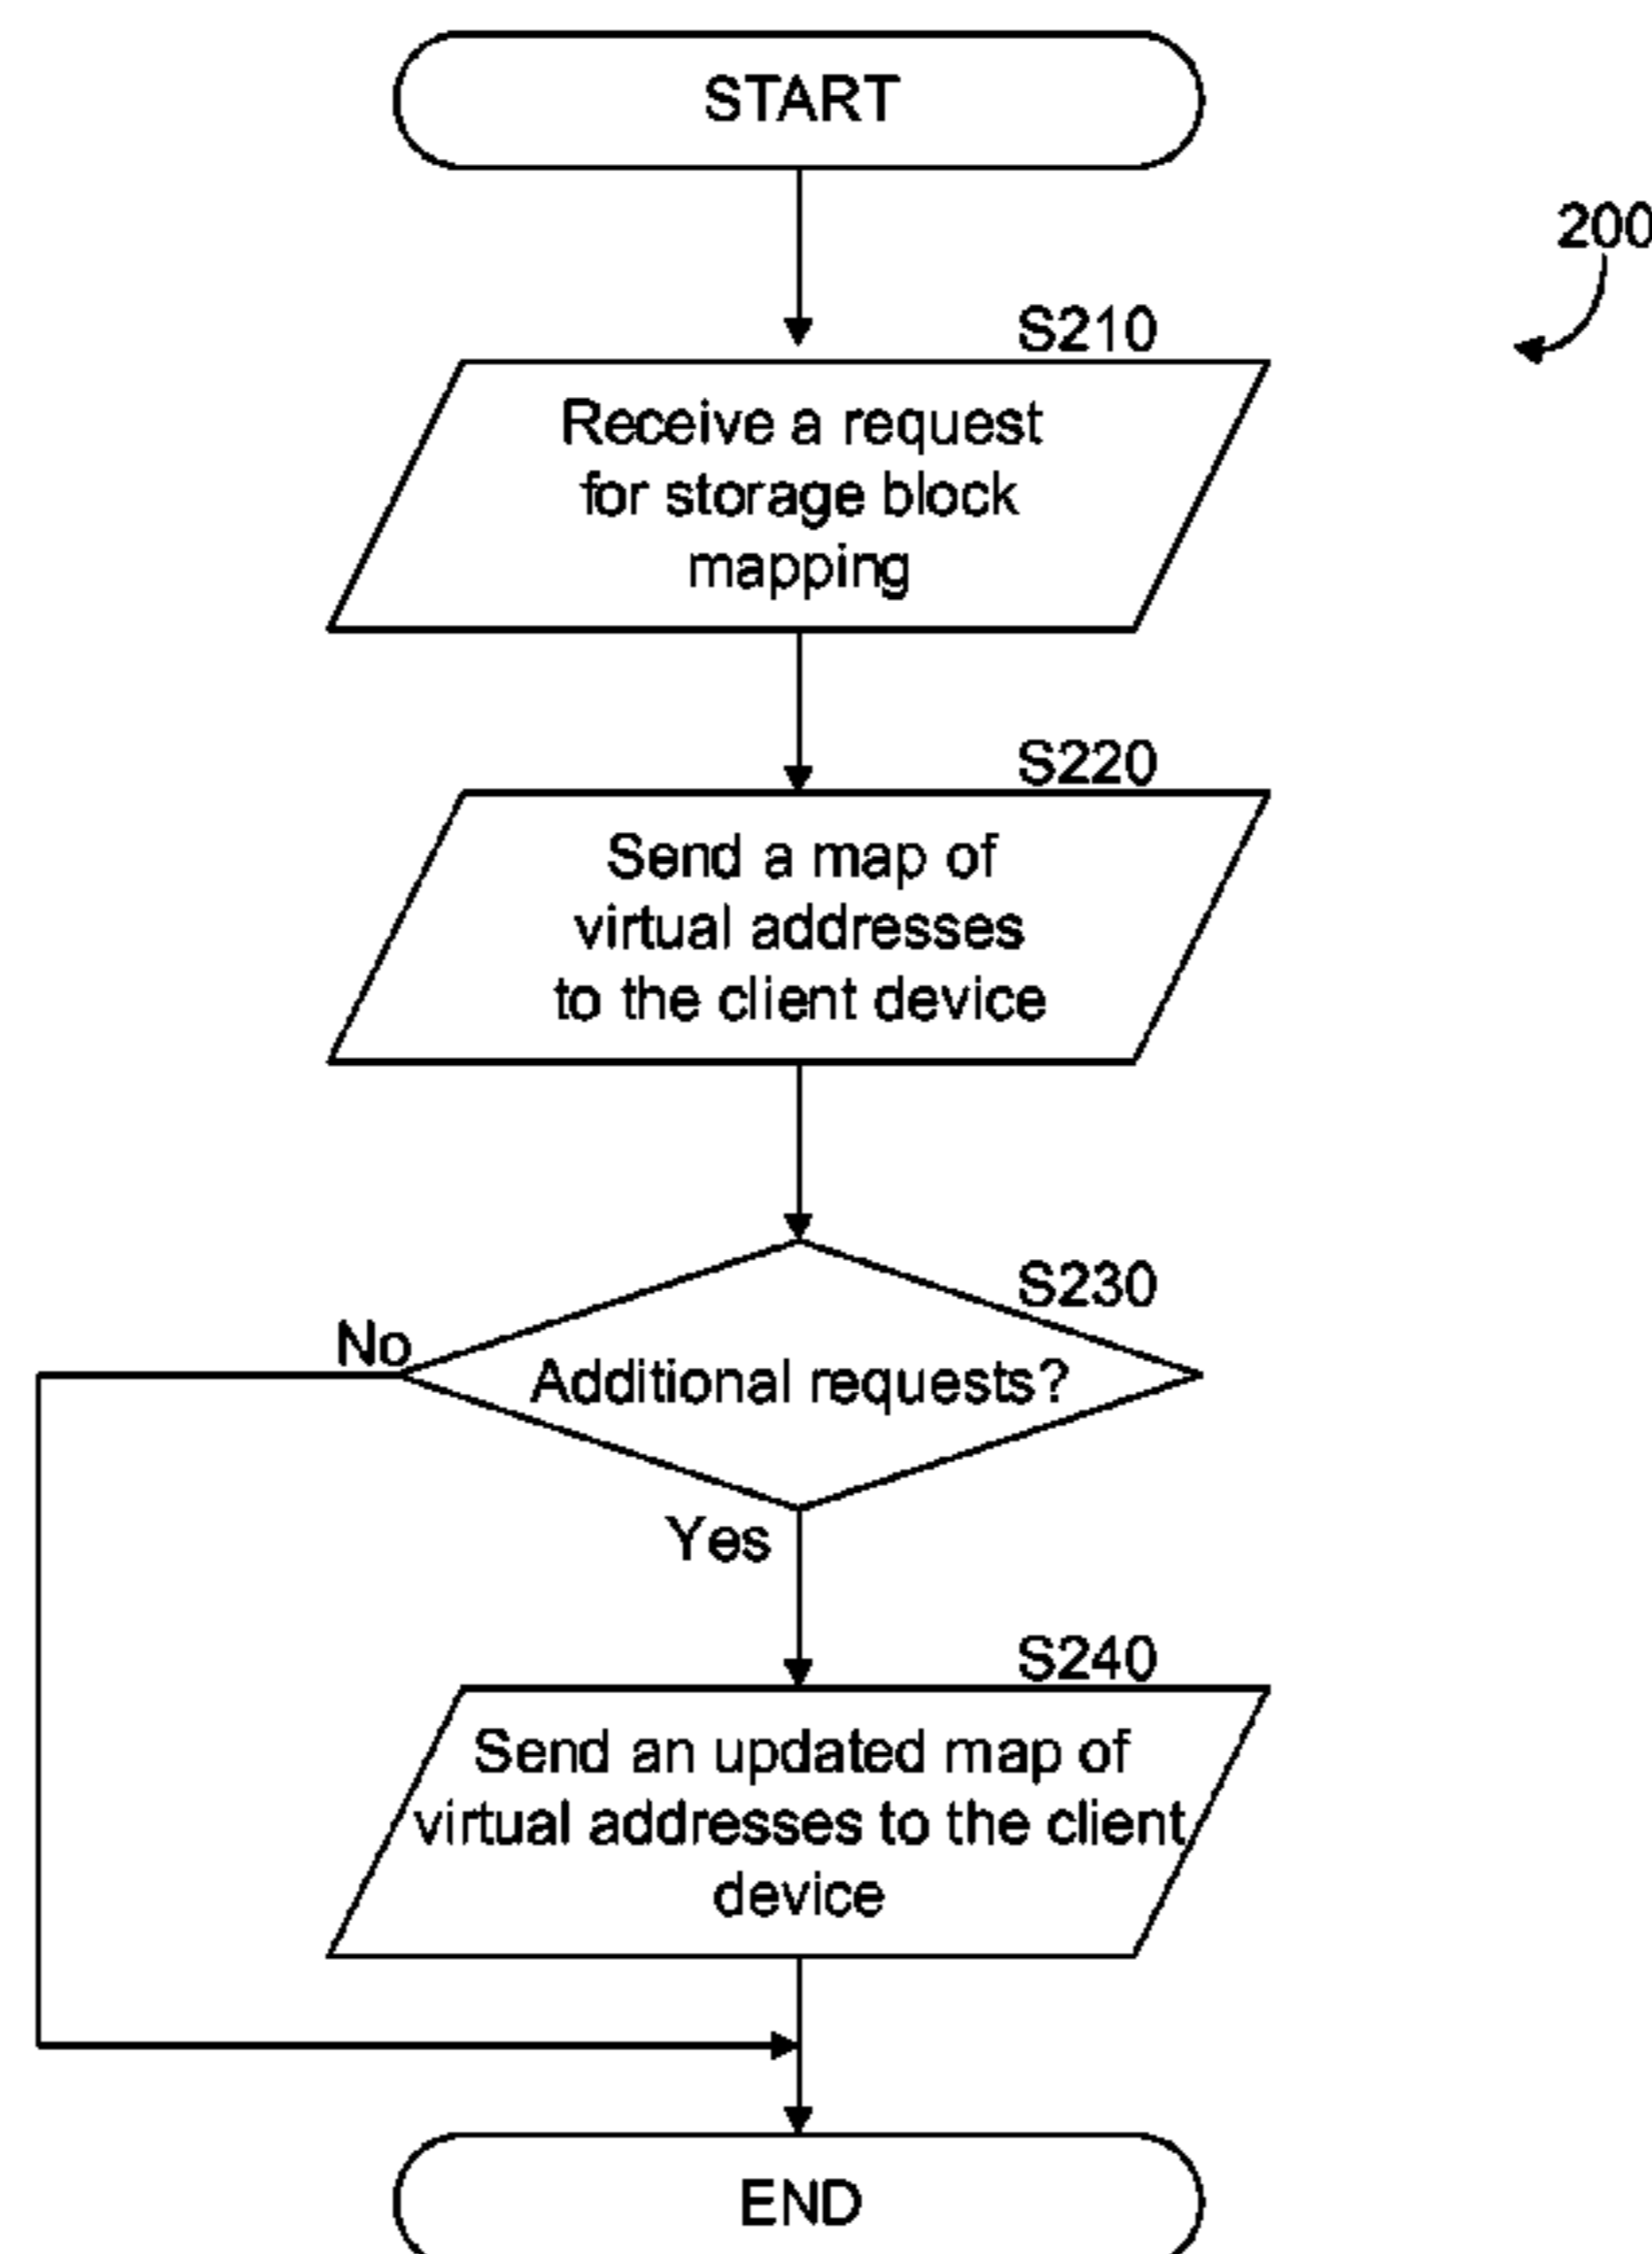 START
200
S210
Receive a request
for storage block
mapping
S220
Send a map of
virtual addresses
to the client device
S230
No
Additional requests?
Yes
S240
Send an updated map of
virtual addresses to the client
device
END